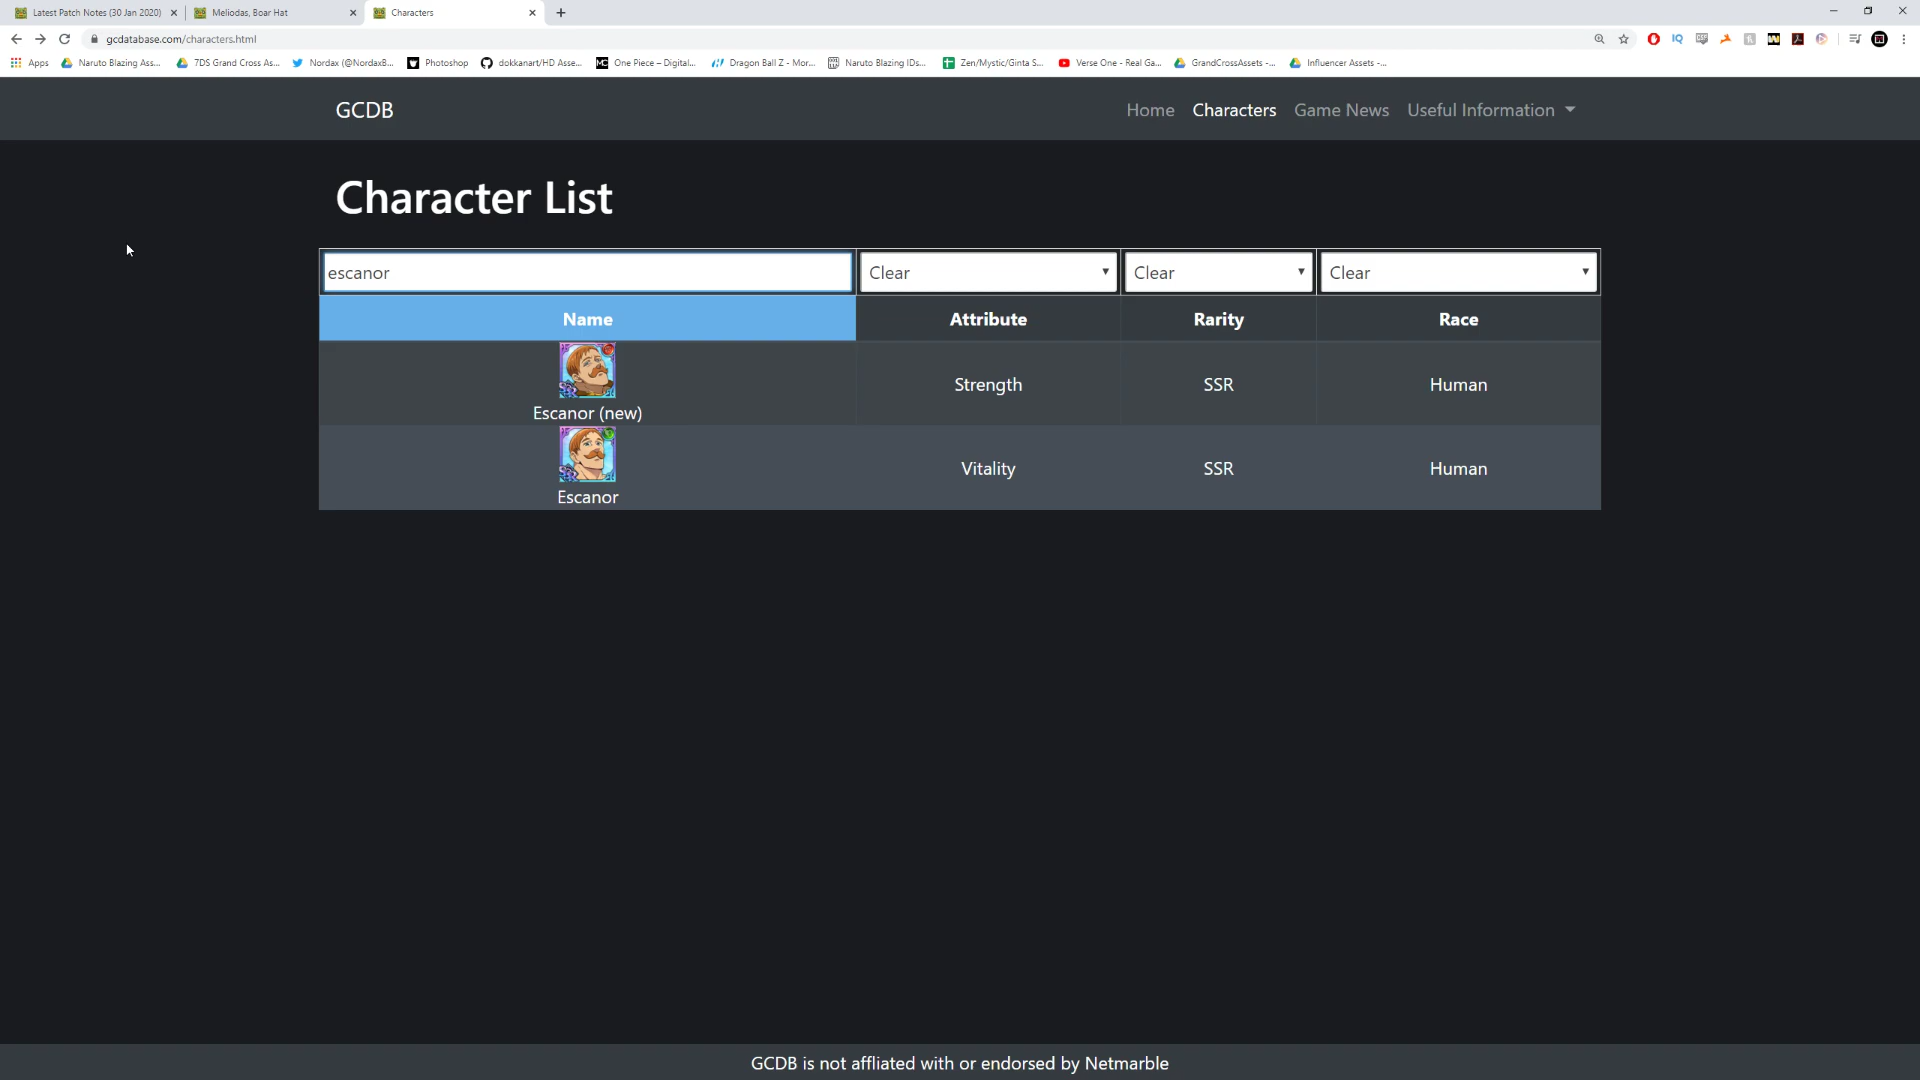 Latest Patch Notes (30 Jan 2020)
Meliodas, Boar Hat
Characters
gcdatabase.com/characters.html
Apps
Naruto Blazing Ass...
7DS Grand Cross As...
Nordax (@NordaxB...
Photoshop
dokkanart/HD Asse...
One Piece – Digital...
Dragon Ball Z - Mor...
Naruto Blazing IDs...
Zen/Mystic/Ginta S...
Verse One - Real Ga...
GrandCrossAssets -...
Influencer Assets -...
GCDB
Home
Characters
Game News
Useful Information
Character List
escanor
Clear
Clear
Clear
Name
Attribute
Rarity
Race
Escanor (new)
Strength
SSR
Human
Escanor
Vitality
SSR
Human
GCDB is not affliated with or endorsed by Netmarble